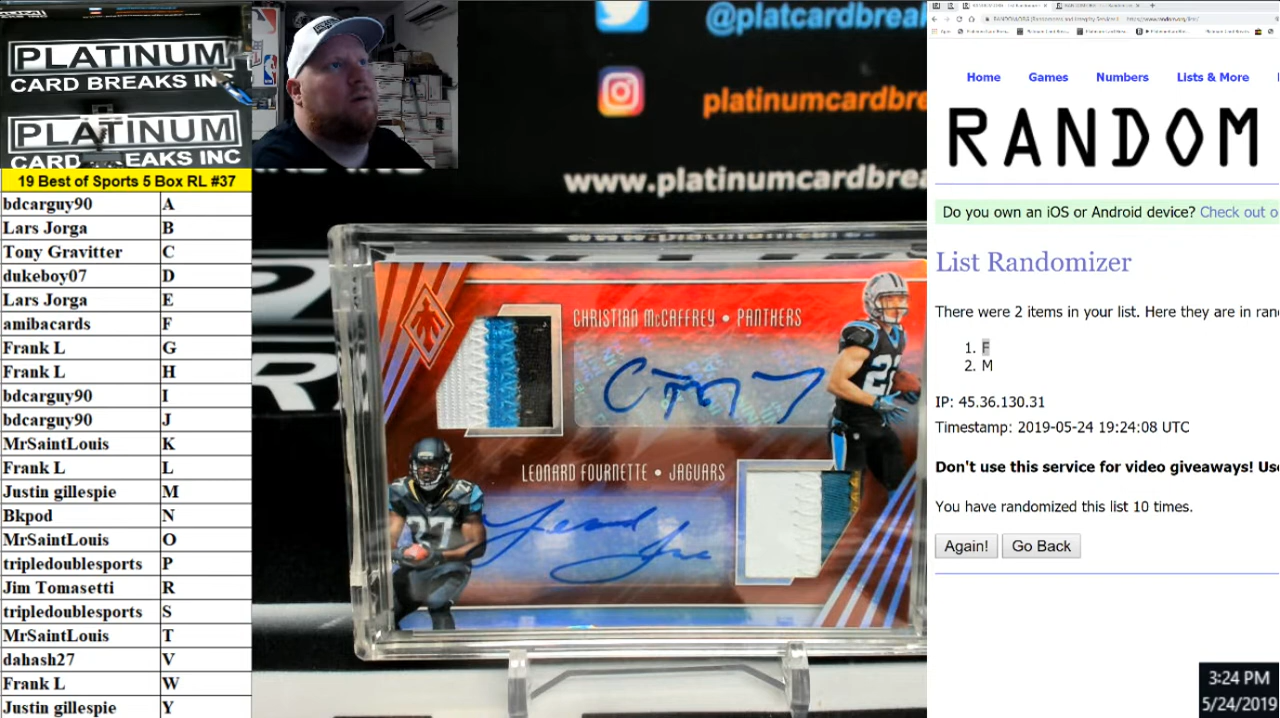 PLATINUM
CARD BREAKS INC
PLATINUM
CARD BREAKS INC
19 Best of Sports 5 Box RL #37
bdcarguy90 A
Lars Jorga B
Tony Gravitter C
dukeboy07 D
Lars Jorga E
amibacards F
Frank L G
Frank L H
bdcarguy90 I
bdcarguy90 J
MrSaintLouis K
Frank L L
Justin gillespie M
Bkpod N
MrSaintLouis O
tripledoublesports P
Jim Tomasetti R
tripledoublesports S
MrSaintLouis T
dahash27 V
Frank L W
Justin gillespie Y
@platcardbreak
platinumcardbre
www.platinumcardbrea
CHRISTIAN McCAFFREY • PANTHERS
22
LEONARD FOURNETTE • JAGUARS
27
Home Games Numbers Lists & More
RANDOM
Do you own an iOS or Android device? Check out o
List Randomizer
There were 2 items in your list. Here they are in ran
1. F
2. M
IP: 45.36.130.31
Timestamp: 2019-05-24 19:24:08 UTC
Don't use this service for video giveaways! Use
You have randomized this list 10 times.
Again! Go Back
3:24 PM
5/24/2019